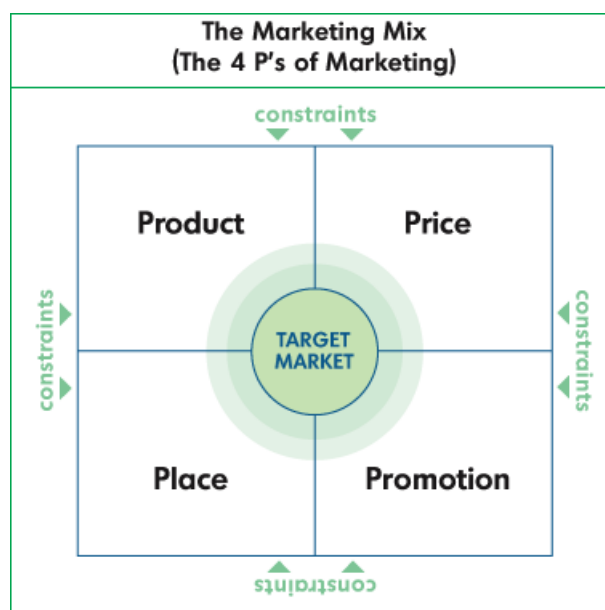 The Marketing Mix
(The 4 P's of Marketing)
constraints
Product
Price
constraints
TARGET
MARKET
constraints
Place
Promotion
constraints